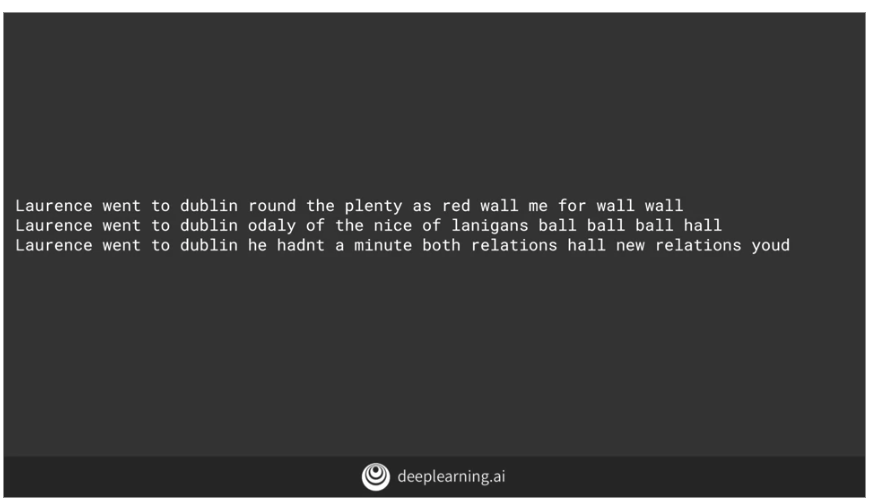 Laurence went to dublin round the plenty as red wall me for wall wall
Laurence went to dublin odaly of the nice of lanigans ball ball ball hall
Laurence went to dublin he hadnt a minute both relations hall new relations youd
deeplearning.ai